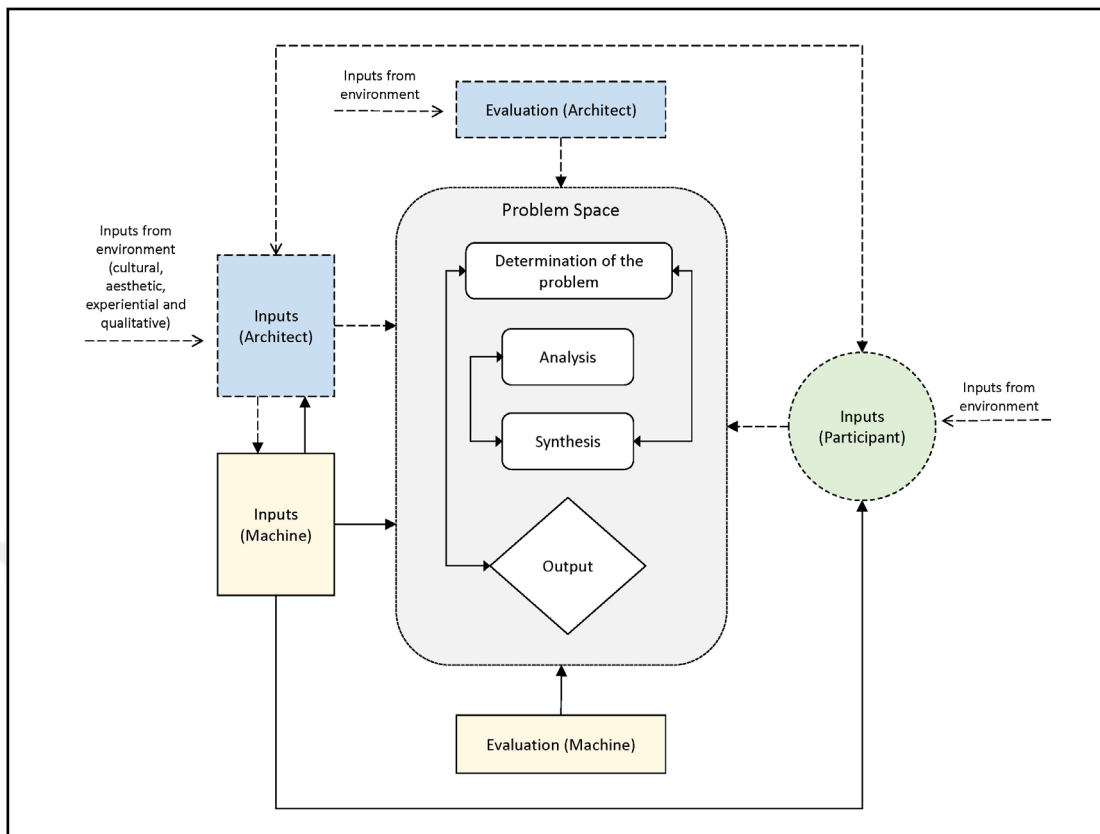 Inputs from
environment
Evaluation (Architect)
Problem Space
Inputs from
environment
(cultural,
aesthetic,
experiential and
qualitative)
Inputs
(Architect)
Determination of the
problem
Analysis
Synthesis
Inputs
(Participant)
Inputs from
environment
Inputs
(Machine)
Output
Evaluation (Machine)